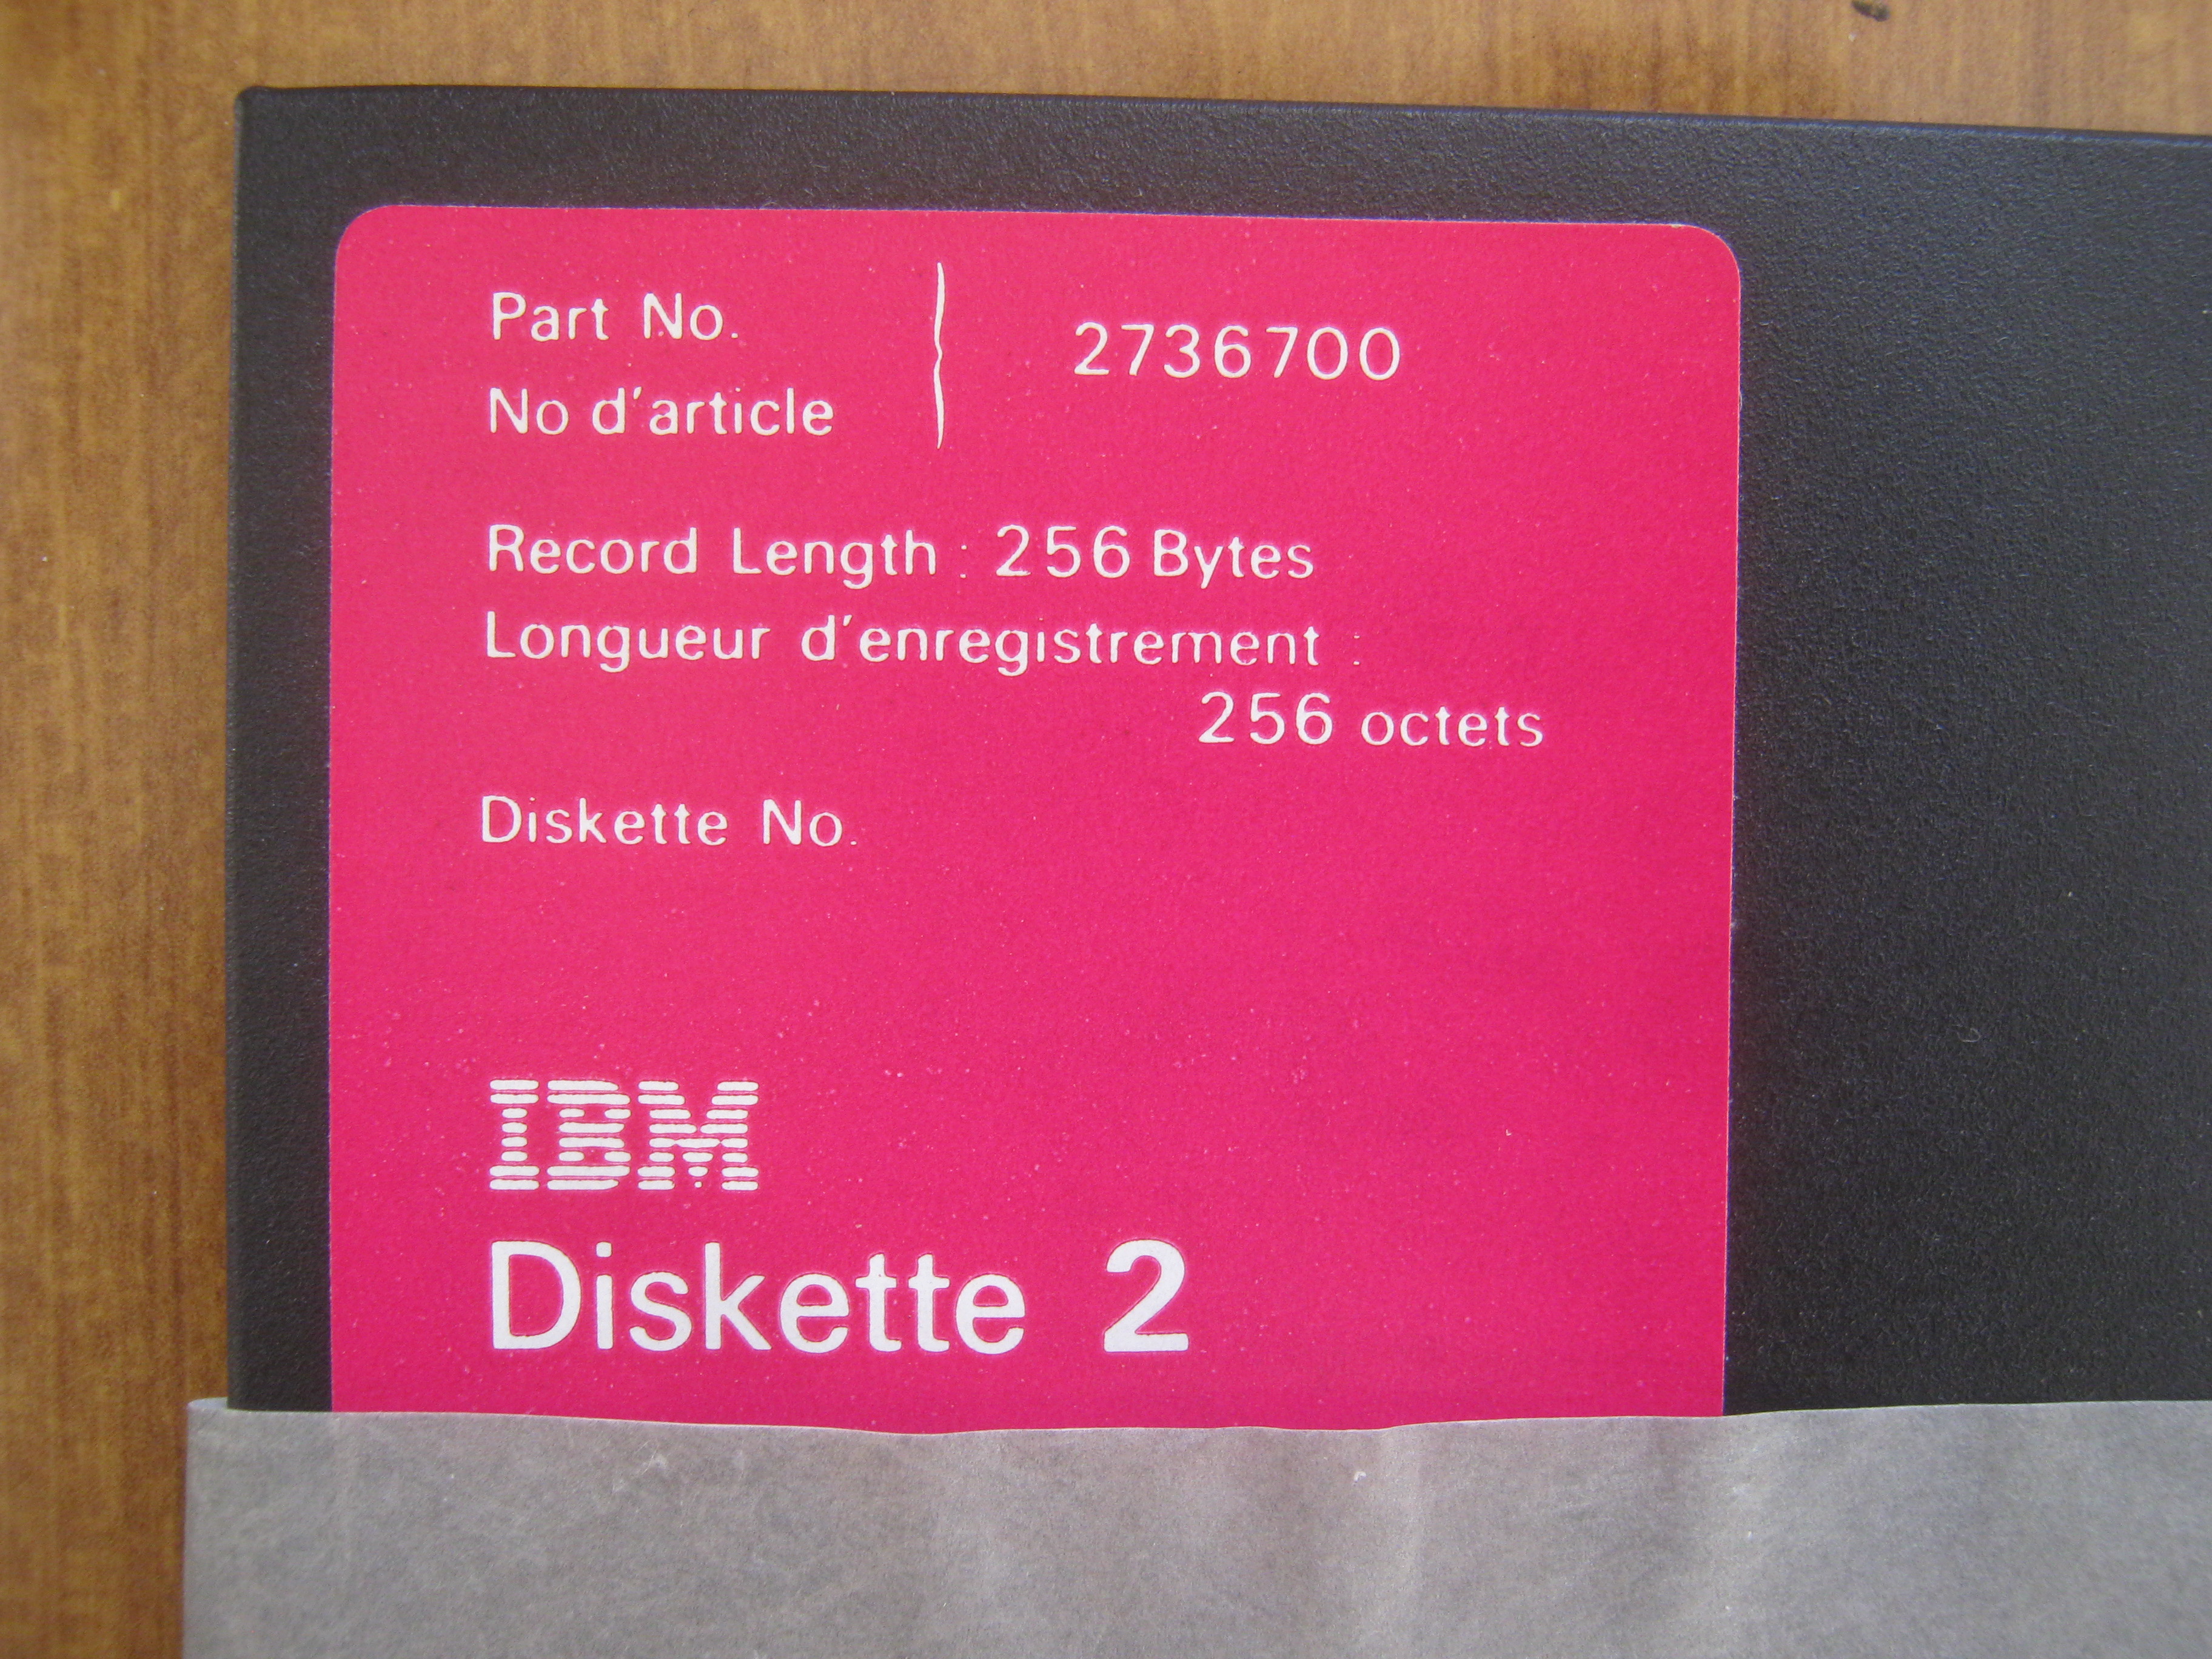 Part No.
No d'article
2736700
Record Length : 256 Bytes
Longueur d'enregistrement :
256 octets
Diskette No.
IBM
Diskette 2